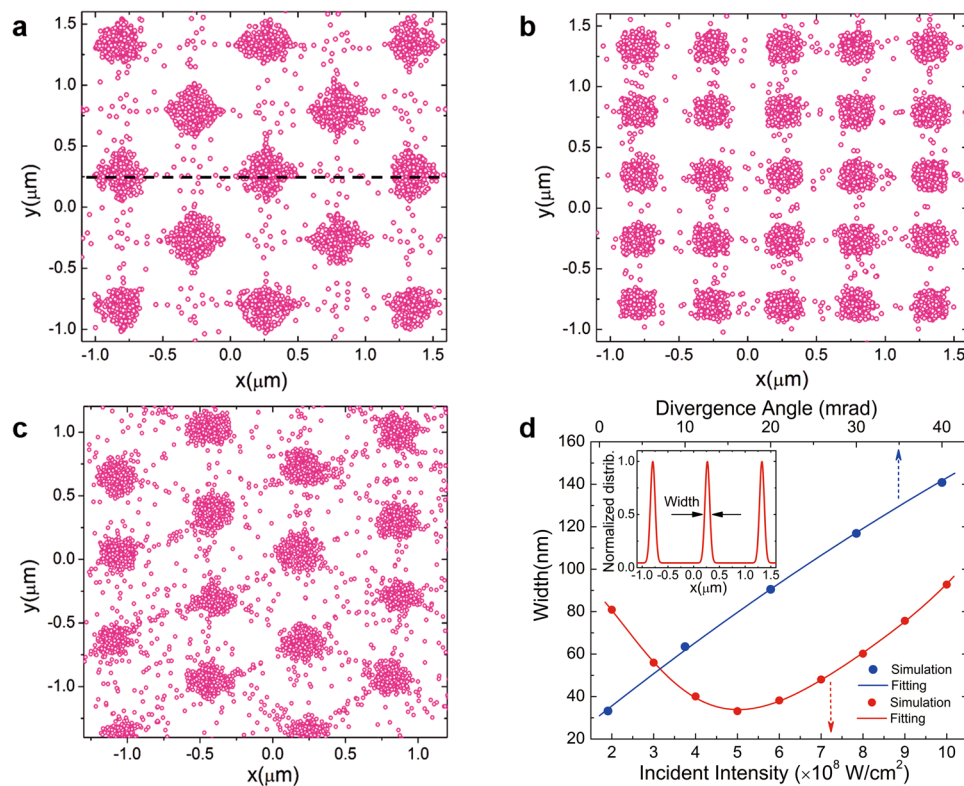 a
1.5
1.0
0.5
0.0
-0.5
-1.0
y(μm)
-1.0 -0.5 0.0 0.5 1.0 1.5
x(μm)
b
1.5
1.0
0.5
0.0
-0.5
-1.0
y(μm)
-1.0 -0.5 0.0 0.5 1.0 1.5
x(μm)
c
1.0
0.5
0.0
-0.5
-1.0
y(μm)
-1.0 -0.5 0.0 0.5 1.0
x(μm)
d
Divergence Angle (mrad)
0 10 20 30 40
160
140
120
100
80
60
40
20
Width(nm)
Normalized distrib.
1.0
0.5
0.0
Width
-1.0 -0.5 0.0 0.5 1.0 1.5
x(μm)
Simulation
Fitting
Simulation
Fitting
2 3 4 5 6 7 8 9 10
Incident Intensity (×10⁸ W/cm²)